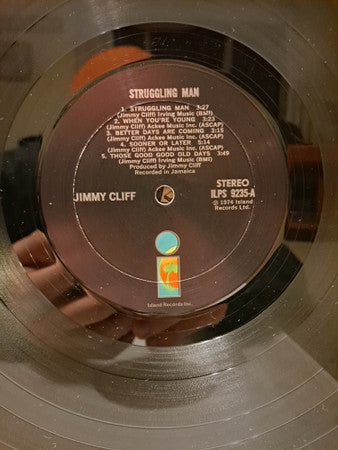 STRUGGLING MAN
1. STRUGGLING MAN 3:27
(Jimmy Cliff) Irving Music (BMI)
2. WHEN YOU'RE YOUNG 3:23
(Jimmy Cliff) Ackee Music Inc. (ASCAP)
3. BETTER DAYS ARE COMING 3:15
(Jimmy Cliff) Ackee Music Inc. (ASCAP)
4. SOONER OR LATER 5:14
(Jimmy Cliff) Ackee Music Inc. (ASCAP)
5. THOSE GOOD GOOD OLD DAYS 3:49
(Jimmy Cliff) Irving Music (BMI)
Produced by Jimmy Cliff
Recorded in Jamaica
JIMMY CLIFF
STEREO
ILPS 9235-A
℗ 1974 Island
Records Ltd.
i
Island Records Inc.